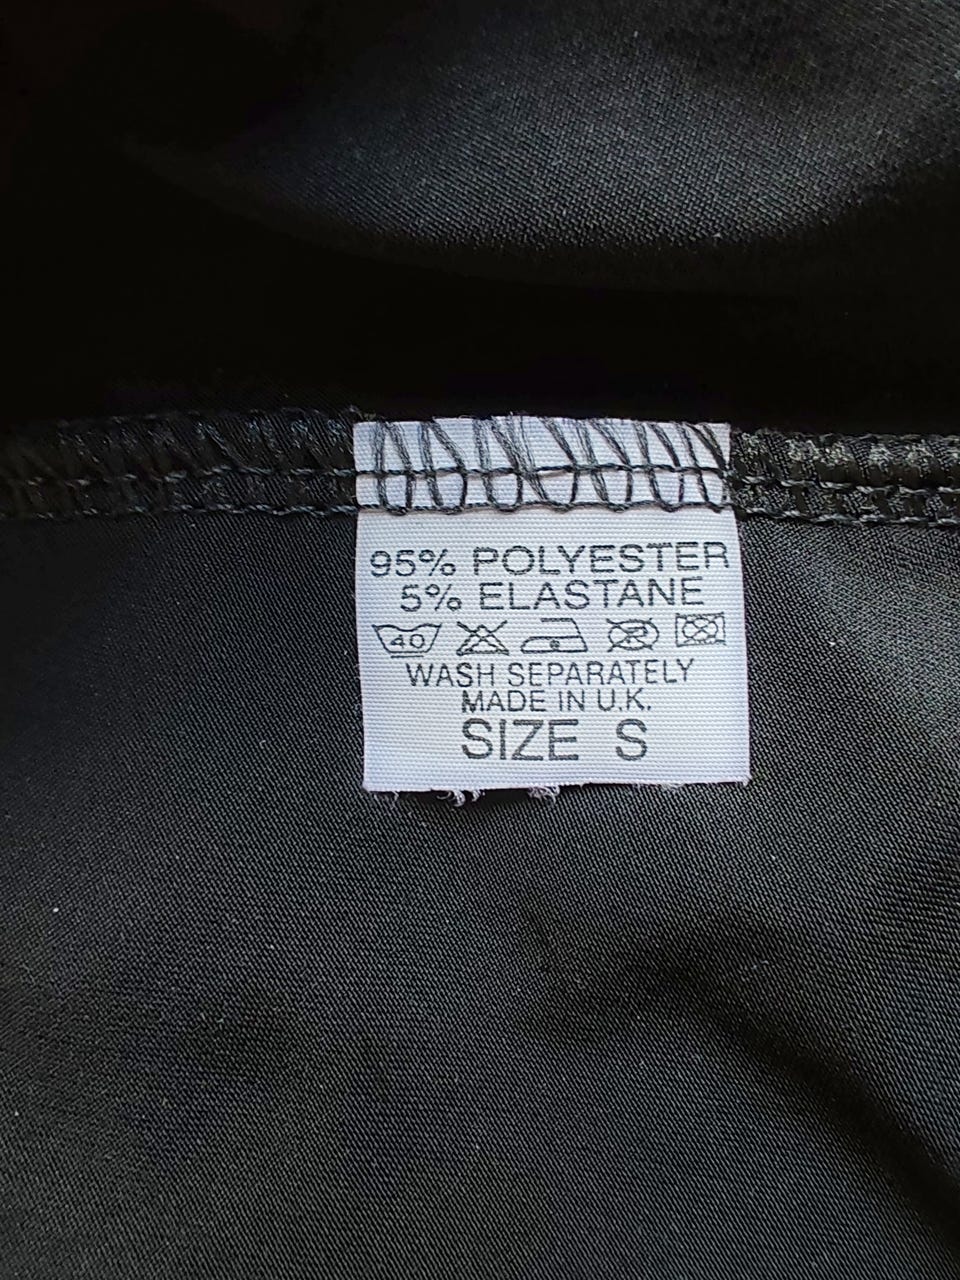 95% POLYESTER
5% ELASTANE
40
WASH SEPARATELY
MADE IN U.K.
SIZE S